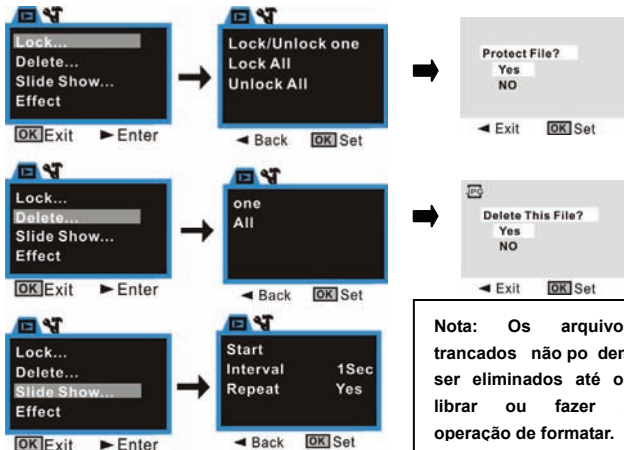 Lock...
Delete...
Slide Show...
Effect
OK Exit ► Enter
Lock/Unlock one
Lock All
Unlock All
◄ Back OK Set
Protect File?
Yes
NO
◄ Exit OK Set
Lock...
Delete...
Slide Show...
Effect
OK Exit ► Enter
one
All
◄ Back OK Set
JPG
Delete This File?
Yes
NO
◄ Exit OK Set
Lock...
Delete...
Slide Show...
Effect
OK Exit ► Enter
Start
Interval 1Sec
Repeat Yes
◄ Back OK Set
Nota: Os arquivo
trancados não po den
ser eliminados até o
librar ou fazer
operação de formatar.